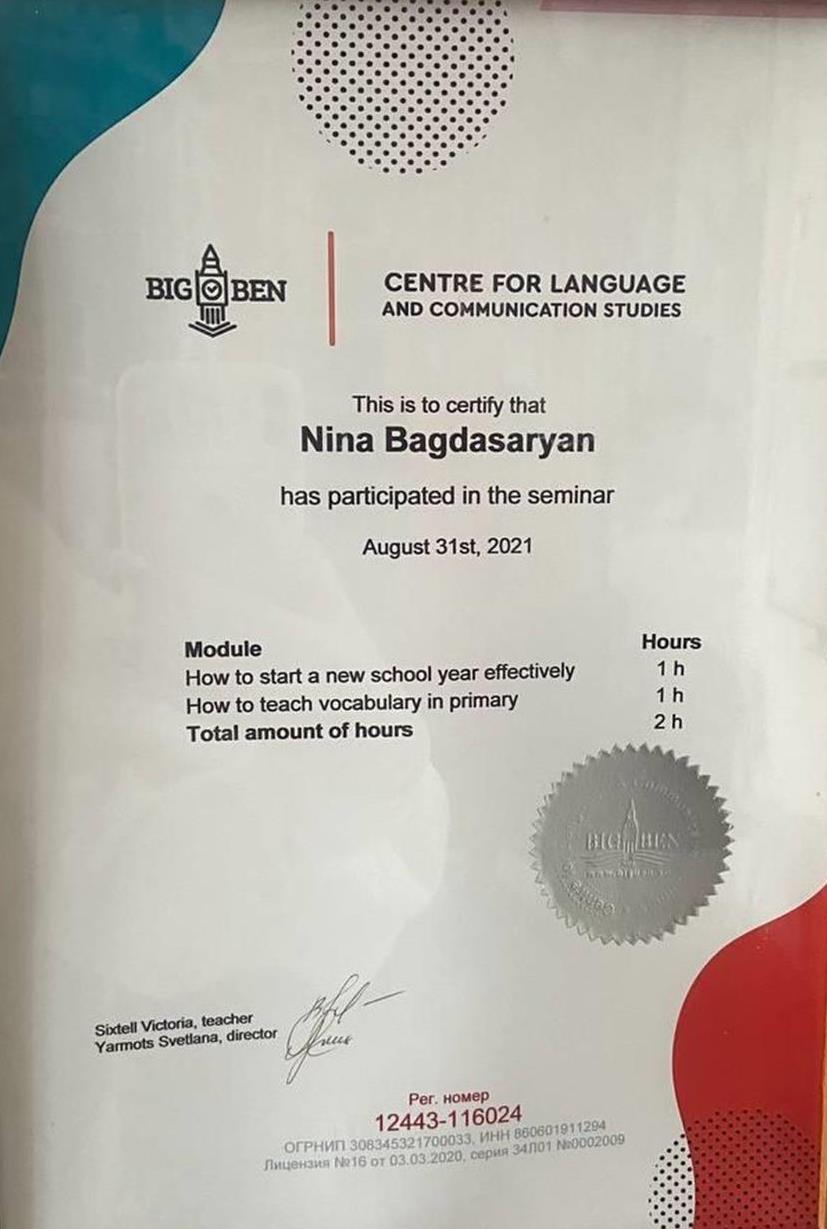 BIG BEN
CENTRE FOR LANGUAGE
AND COMMUNICATION STUDIES
This is to certify that
Nina Bagdasaryan
has participated in the seminar
August 31st, 2021
Module Hours
How to start a new school year effectively 1 h
How to teach vocabulary in primary 1 h
Total amount of hours 2 h
BIG BEN
Sixtell Victoria, teacher
Yarmots Svetlana, director
Рег. номер
12443-116024
ОГРНИП 308345321700033, ИНН 860601911294
Лицензия №16 от 03.03.2020, серия 34Л01 №0002009